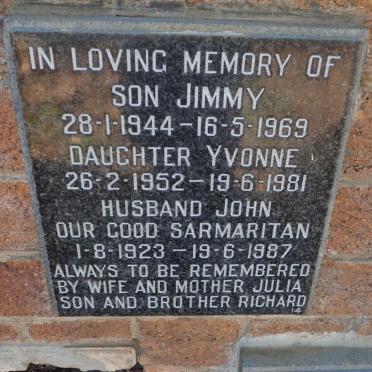 IN LOVING MEMORY OF
SON JIMMY
28-1-1944-16-5-1969
DAUGHTER YVONNE
26-2-1952-19-6-1981
HUSBAND JOHN
OUR GOOD SARMARITAN
1-8-1923-19-6-1987
ALWAYS TO BE REMEMBERED
BY WIFE AND MOTHER JULIA
SON AND BROTHER RICHARD
14